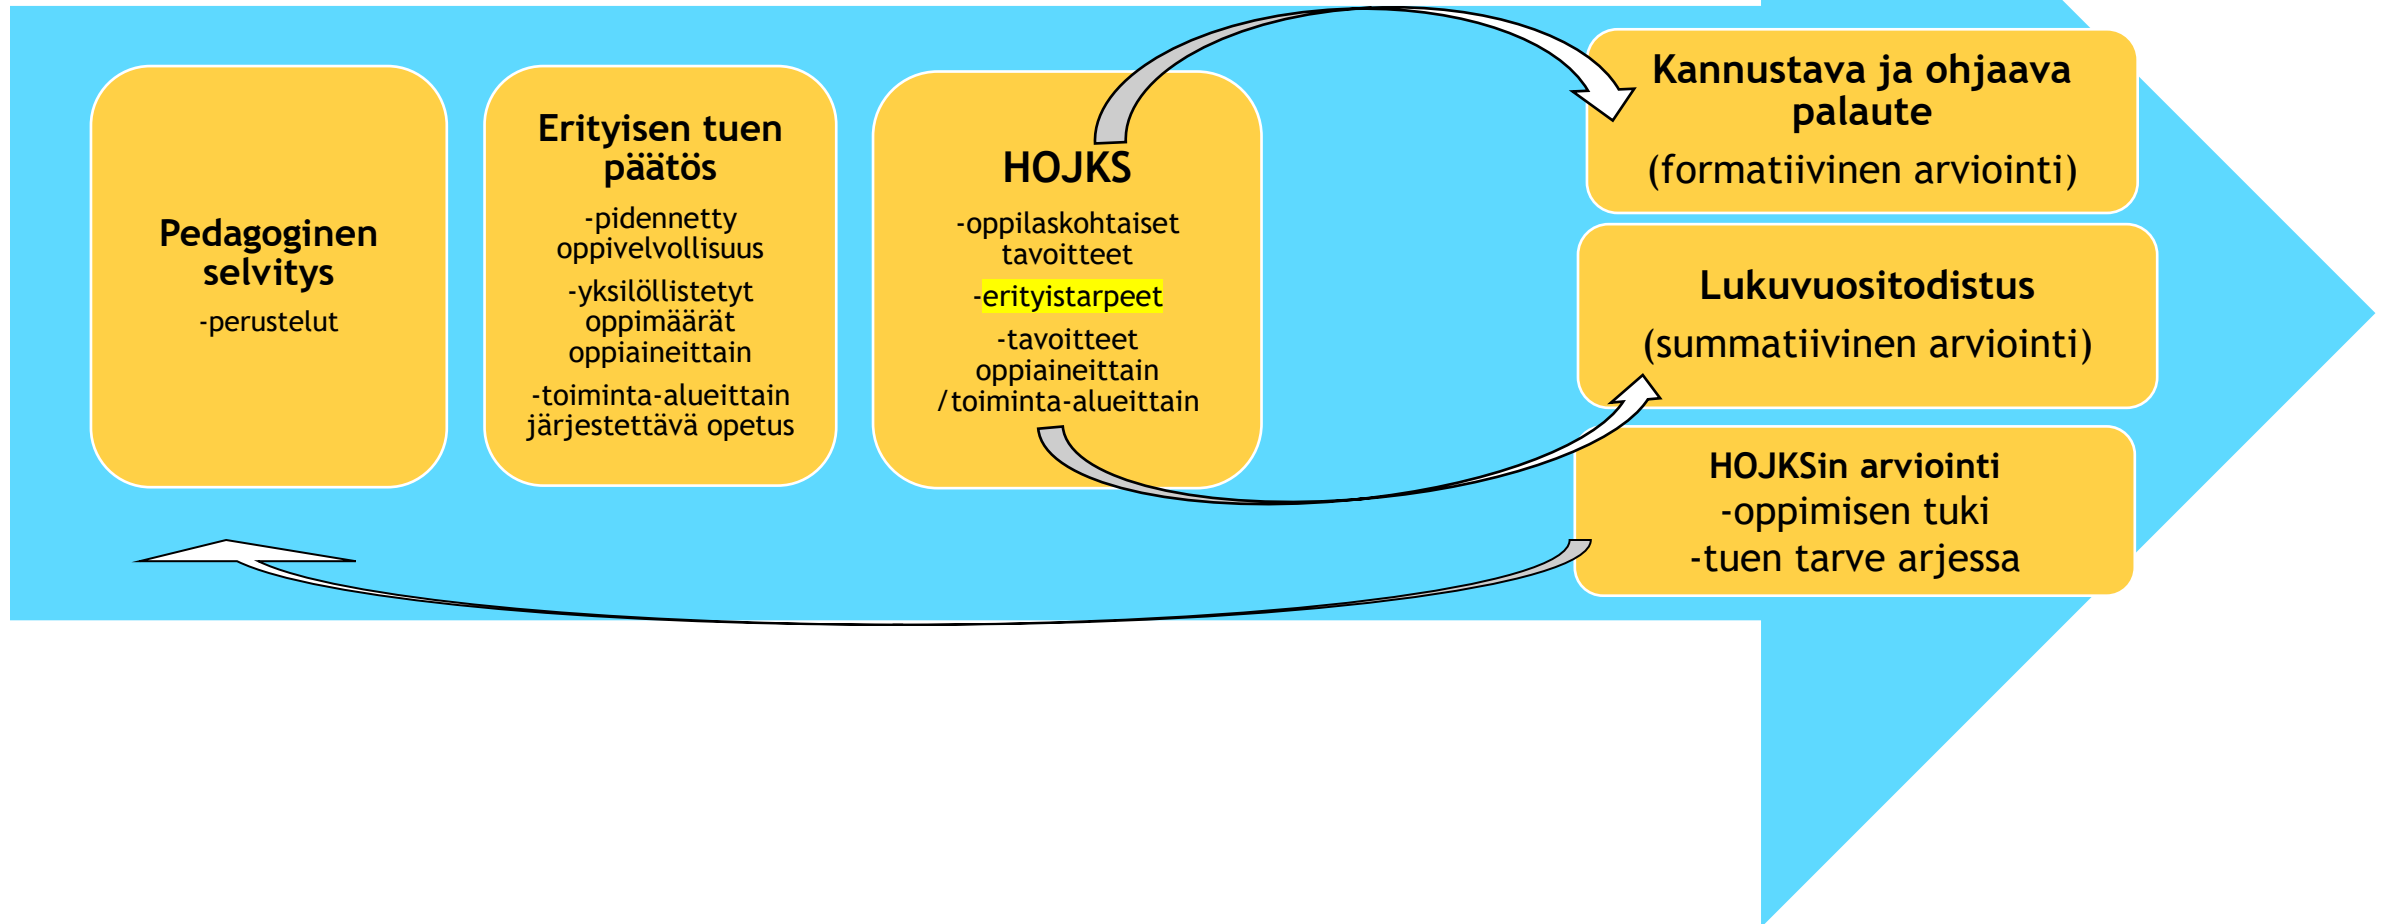 Pedagoginen
selvitys
-perustelut
Erityisen tuen
päätös
-pidennetty
oppivelvollisuus
-yksilöllistetyt
oppimäärät
oppiaineittain
-toiminta-alueittain
järjestettävä opetus
HOJKS
-oppilaskohtaiset
tavoitteet
-erityistarpeet
-tavoitteet
oppiaineittain
/toiminta-alueittain
Kannustava ja ohjaava
palaute
(formatiivinen arviointi)
Lukuvuositodistus
(summatiivinen arviointi)
HOJKSin arviointi
-oppimisen tuki
-tuen tarve arjessa